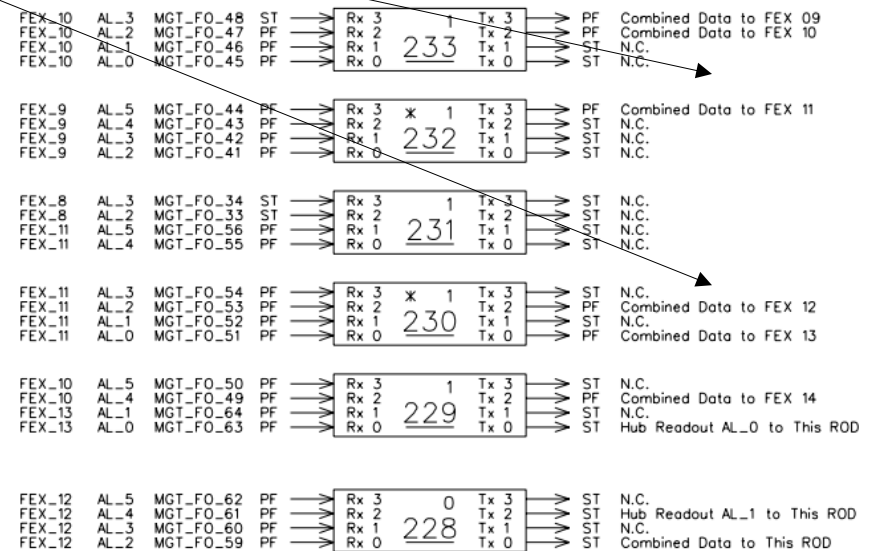 FEX_10 AL_3 MGT_FO_48 ST Rx 3 1 Tx 3 PF Combined Data to FEX 09
FEX_10 AL_2 MGT_FO_47 PF Rx 2 Tx 2 PF Combined Data to FEX 10
FEX_10 AL_1 MGT_FO_46 PF Rx 1 233 Tx 1 ST N.C.
FEX_10 AL_0 MGT_FO_45 PF Rx 0 Tx 0 ST N.C.
FEX_9 AL_5 MGT_FO_44 PF Rx 3 * 1 Tx 3 PF Combined Data to FEX 11
FEX_9 AL_4 MGT_FO_43 PF Rx 2 Tx 2 ST N.C.
FEX_9 AL_3 MGT_FO_42 PF Rx 1 232 Tx 1 ST N.C.
FEX_9 AL_2 MGT_FO_41 PF Rx 0 Tx 0 ST N.C.
FEX_8 AL_3 MGT_FO_34 ST Rx 3 1 Tx 3 ST N.C.
FEX_8 AL_2 MGT_FO_33 ST Rx 2 Tx 2 ST N.C.
FEX_11 AL_5 MGT_FO_56 PF Rx 1 231 Tx 1 ST N.C.
FEX_11 AL_4 MGT_FO_55 PF Rx 0 Tx 0 ST N.C.
FEX_11 AL_3 MGT_FO_54 PF Rx 3 * 1 Tx 3 ST N.C.
FEX_11 AL_2 MGT_FO_53 PF Rx 2 Tx 2 PF Combined Data to FEX 12
FEX_11 AL_1 MGT_FO_52 PF Rx 1 230 Tx 1 ST N.C.
FEX_11 AL_0 MGT_FO_51 PF Rx 0 Tx 0 PF Combined Data to FEX 13
FEX_10 AL_5 MGT_FO_50 PF Rx 3 1 Tx 3 ST N.C.
FEX_10 AL_4 MGT_FO_49 PF Rx 2 Tx 2 PF Combined Data to FEX 14
FEX_13 AL_1 MGT_FO_64 PF Rx 1 229 Tx 1 ST N.C.
FEX_13 AL_0 MGT_FO_63 PF Rx 0 Tx 0 ST Hub Readout AL_0 to This ROD
FEX_12 AL_5 MGT_FO_62 PF Rx 3 0 Tx 3 ST N.C.
FEX_12 AL_4 MGT_FO_61 PF Rx 2 Tx 2 ST Hub Readout AL_1 to This ROD
FEX_12 AL_3 MGT_FO_60 PF Rx 1 228 Tx 1 ST N.C.
FEX_12 AL_2 MGT_FO_59 PF Rx 0 Tx 0 ST Combined Data to This ROD